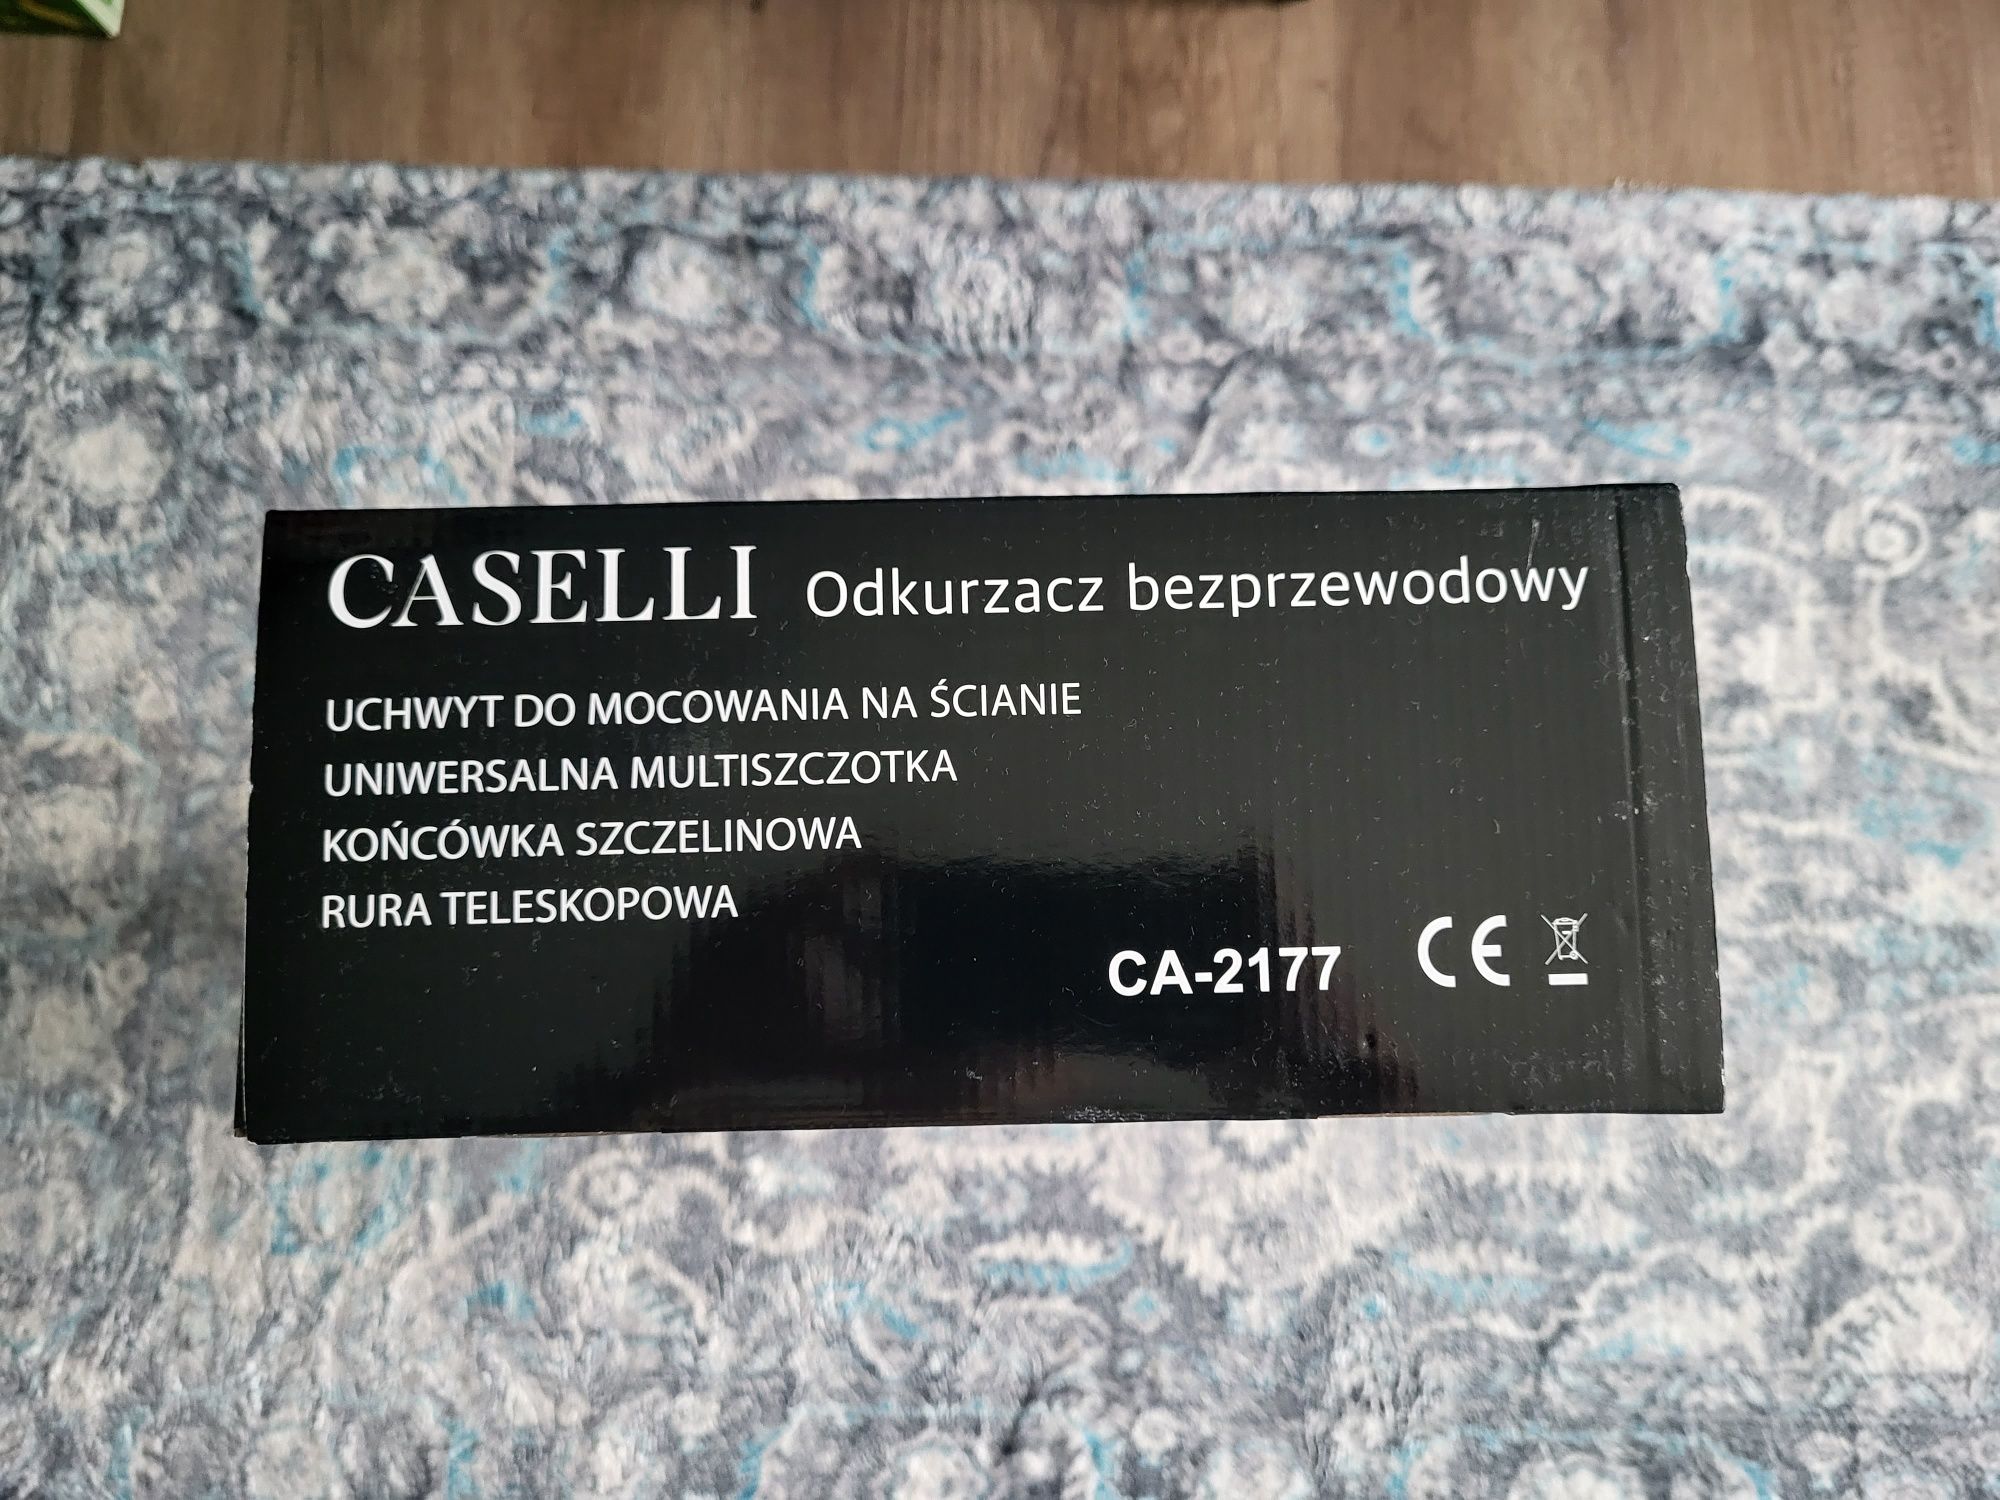 CASELLI Odkurzacz bezprzewodowy
UCHWYT DO MOCOWANIA NA ŚCIANIE
UNIWERSALNA MULTISZCZOTKA
KOŃCÓWKA SZCZELINOWA
RURA TELESKOPOWA
CA-2177 CE